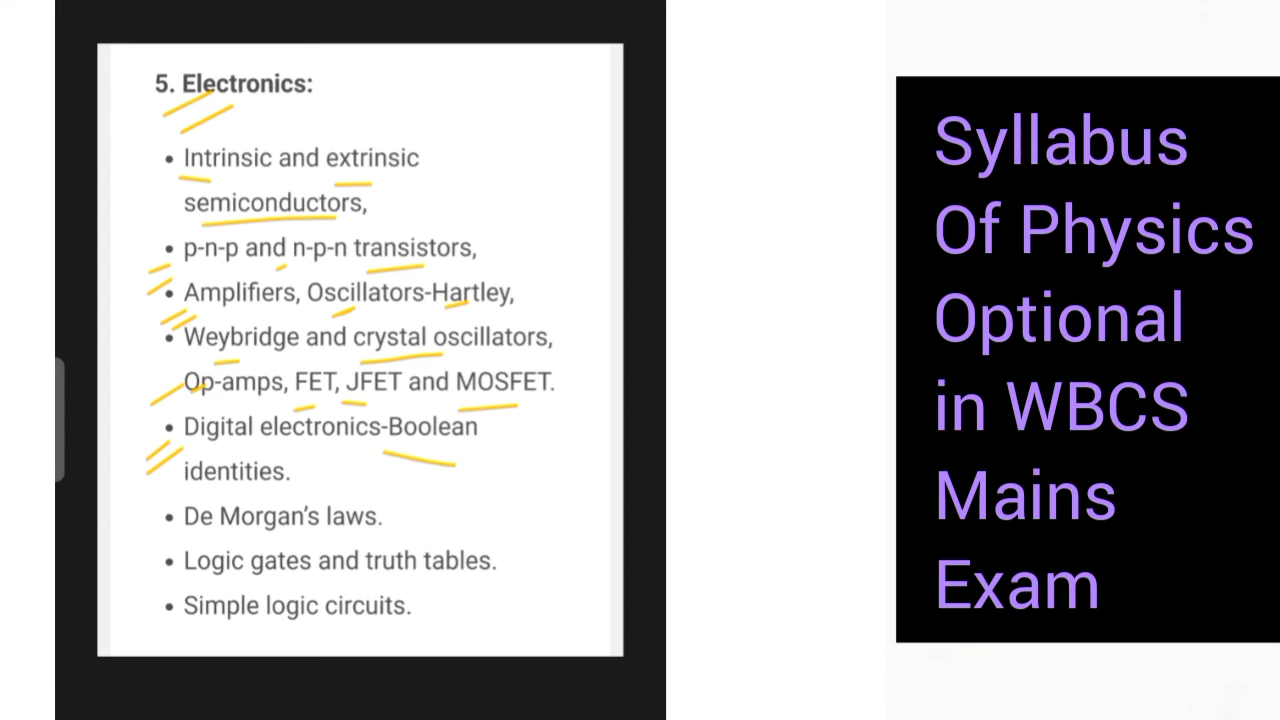 5. Electronics:
• Intrinsic and extrinsic
semiconductors,
• p-n-p and n-p-n transistors,
• Amplifiers, Oscillators-Hartley,
• Weybridge and crystal oscillators,
Op-amps, FET, JFET and MOSFET.
• Digital electronics-Boolean
identities.
• De Morgan’s laws.
• Logic gates and truth tables.
• Simple logic circuits.
Syllabus
Of Physics
Optional
in WBCS
Mains
Exam